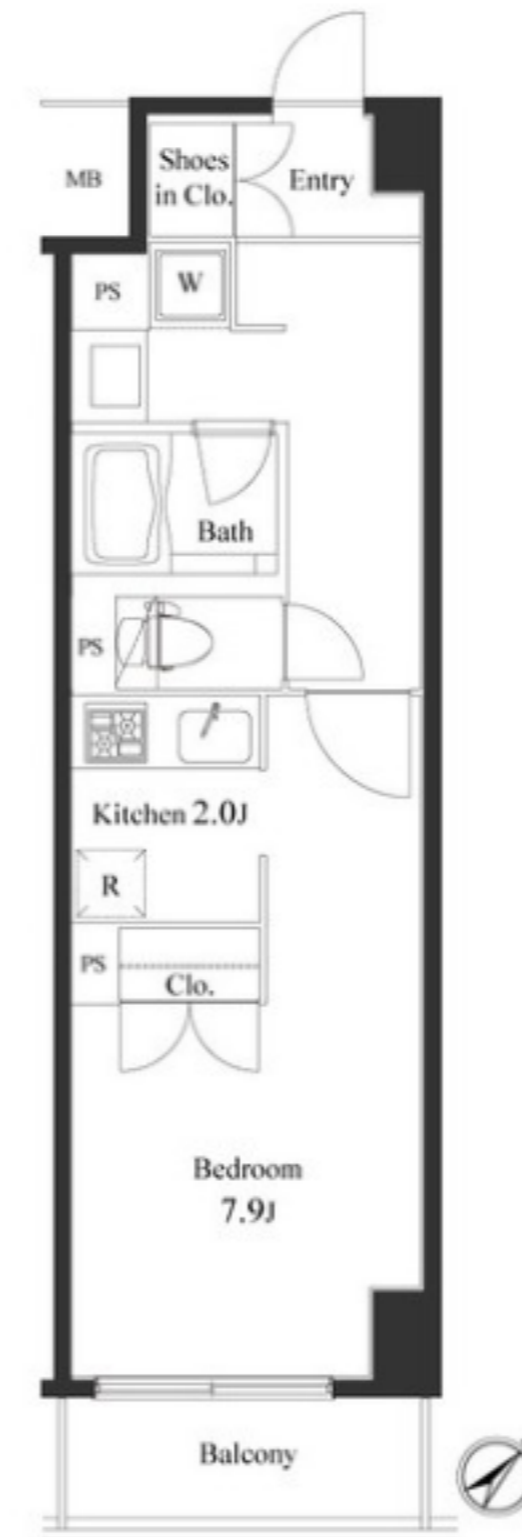 MB
Shoes
in Clo.
Entry
PS
W
Bath
PS
Kitchen 2.0J
R
PS
Clo.
Bedroom
7.9J
Balcony